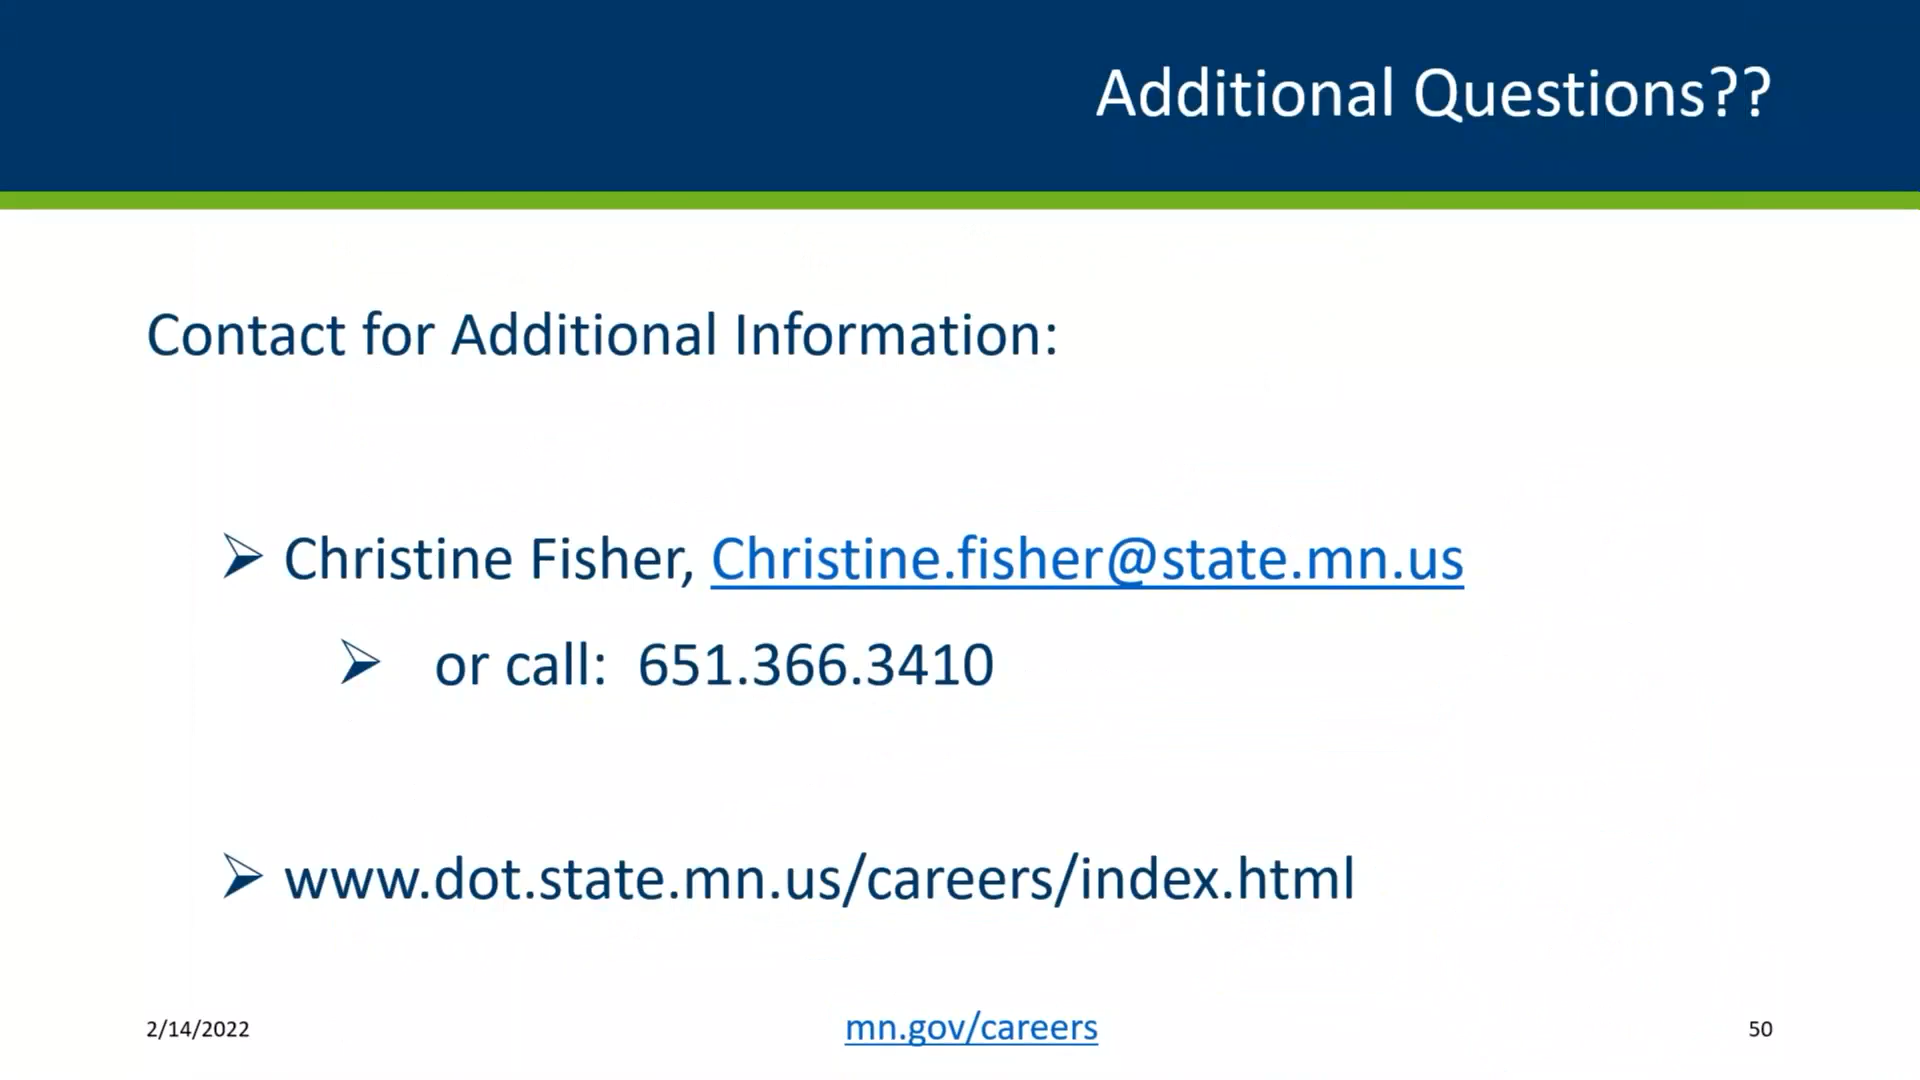 Additional Questions??
Contact for Additional Information:
➢ Christine Fisher, Christine.fisher@state.mn.us
➢ or call: 651.366.3410
➢ www.dot.state.mn.us/careers/index.html
2/14/2022 mn.gov/careers 50